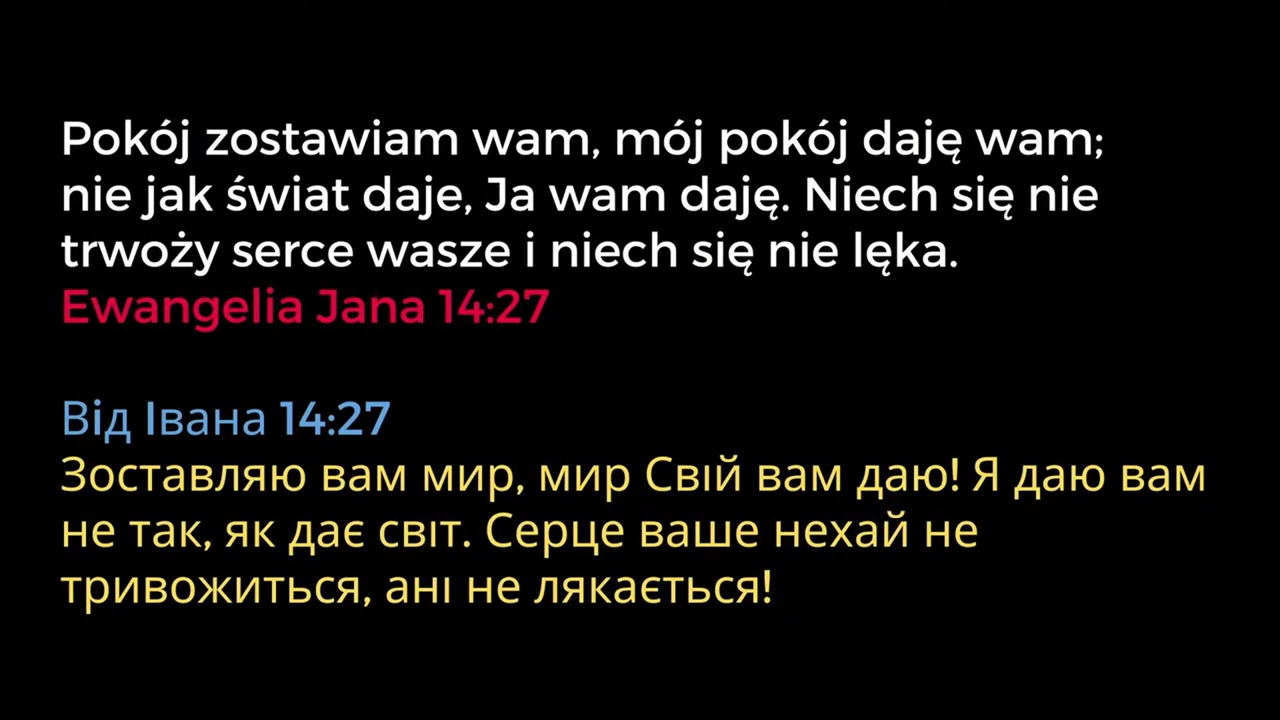 Pokój zostawiam wam, mój pokój daję wam;
nie jak świat daje, Ja wam daję. Niech się nie
trwoży serce wasze i niech się nie lęka.
Ewangelia Jana 14:27
Від Івана 14:27
Зоставляю вам мир, мир Свій вам даю! Я даю вам
не так, як дає світ. Серце ваше нехай не
тривожиться, ані не лякається!